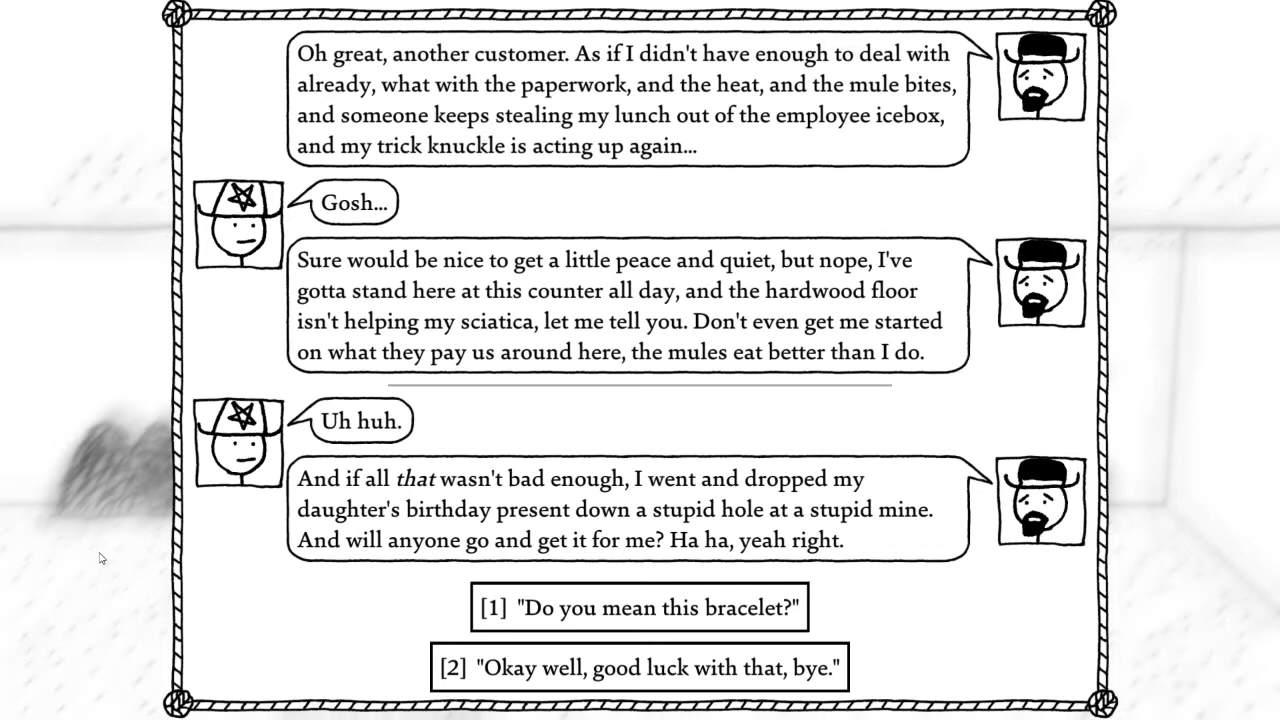 Oh great, another customer. As if I didn't have enough to deal with
already, what with the paperwork, and the heat, and the mule bites,
and someone keeps stealing my lunch out of the employee icebox,
and my trick knuckle is acting up again...
Gosh...
Sure would be nice to get a little peace and quiet, but nope, I've
gotta stand here at this counter all day, and the hardwood floor
isn't helping my sciatica, let me tell you. Don't even get me started
on what they pay us around here, the mules eat better than I do.
Uh huh.
And if all that wasn't bad enough, I went and dropped my
daughter's birthday present down a stupid hole at a stupid mine.
And will anyone go and get it for me? Ha ha, yeah right.
[1] "Do you mean this bracelet?"
[2] "Okay well, good luck with that, bye."